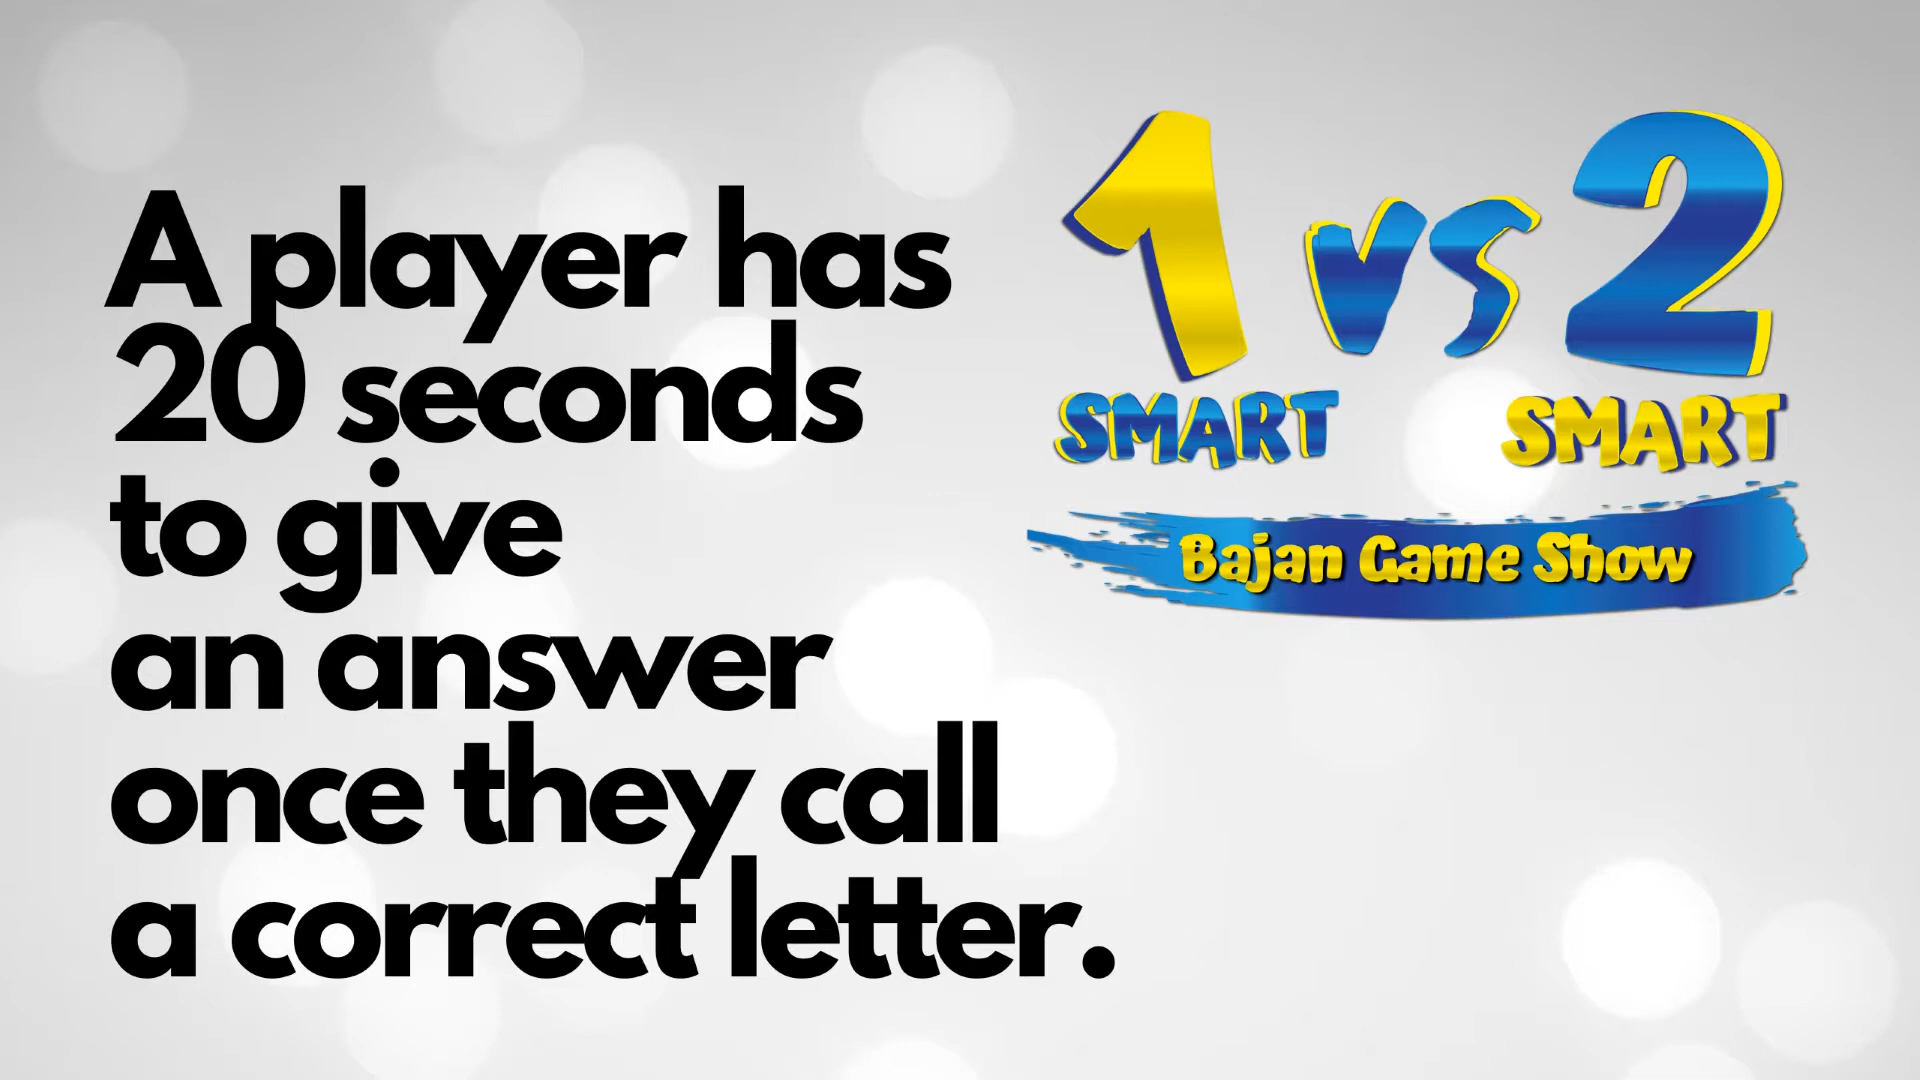 A player has
20 seconds
to give
an answer
once they call
a correct letter.
1 vs 2
SMART SMART
Bajan Game Show